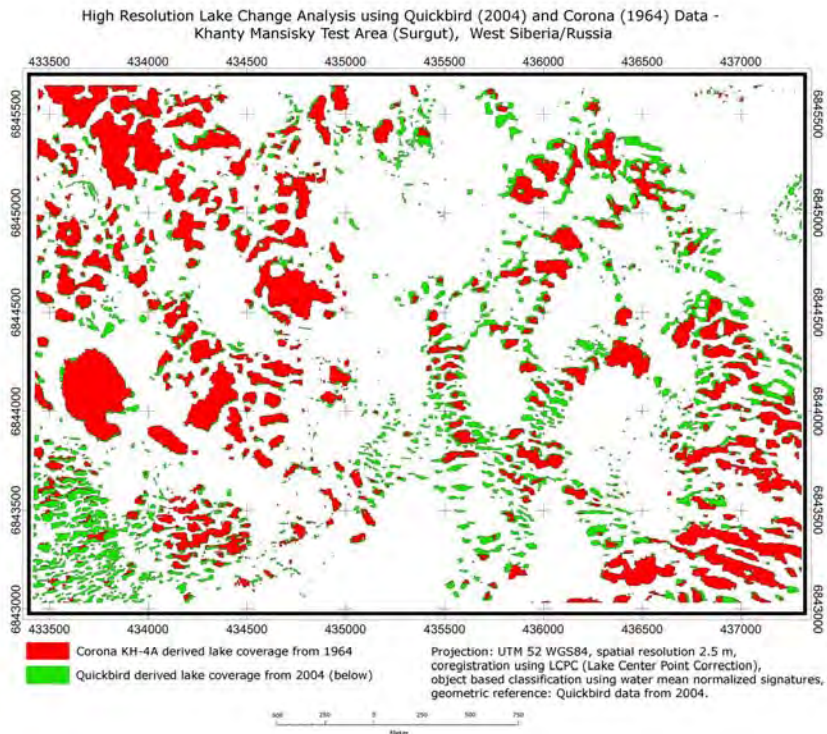 High Resolution Lake Change Analysis using Quickbird (2004) and Corona (1964) Data -
Khanty Mansisky Test Area (Surgut), West Siberia/Russia
433500 434000 434500 435000 435500 436000 436500 437000
6845500 6845500
6845000 6845000
6844500 6844500
6844000 6844000
6843500 6843500
6843000 6843000
433500 434000 434500 435000 435500 436000 436500 437000
Corona KH-4A derived lake coverage from 1964
Quickbird derived lake coverage from 2004 (below)
Projection: UTM 52 WGS84, spatial resolution 2.5 m,
coregistration using LCPC (Lake Center Point Correction),
object based classification using water mean normalized signatures,
geometric reference: Quickbird data from 2004.
500 250 0 250 500 750